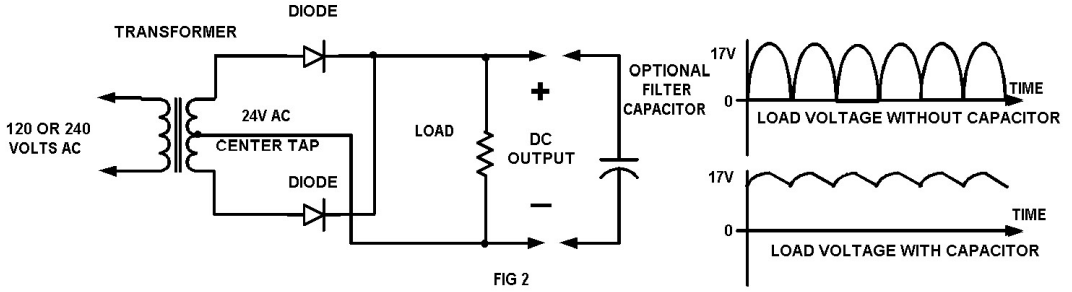 DIODE
TRANSFORMER
120 OR 240
VOLTS AC
24V AC
CENTER TAP
DIODE
LOAD
+
DC
OUTPUT
–
OPTIONAL
FILTER
CAPACITOR
FIG 2
17V
0
TIME
LOAD VOLTAGE WITHOUT CAPACITOR
17V
0
TIME
LOAD VOLTAGE WITH CAPACITOR